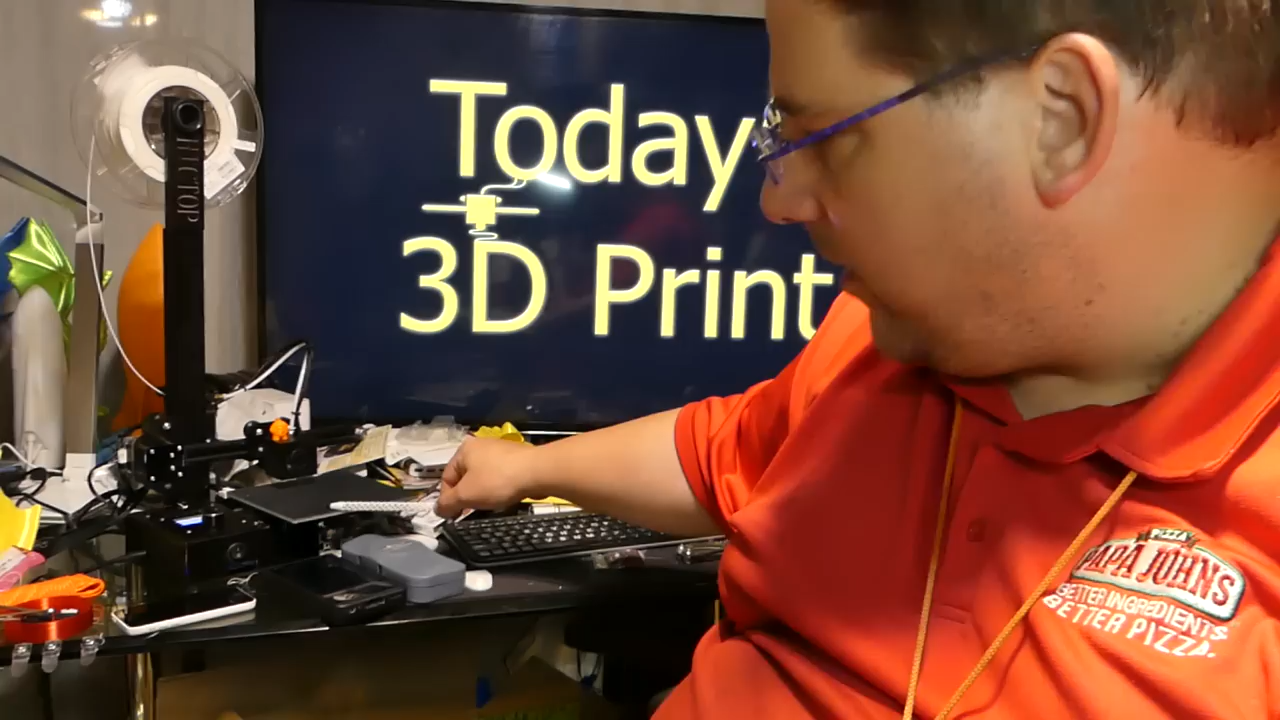 Today
3D Print
HICTOP
PIZZA
PAPA JOHNS
BETTER INGREDIENTS
BETTER PIZZA.